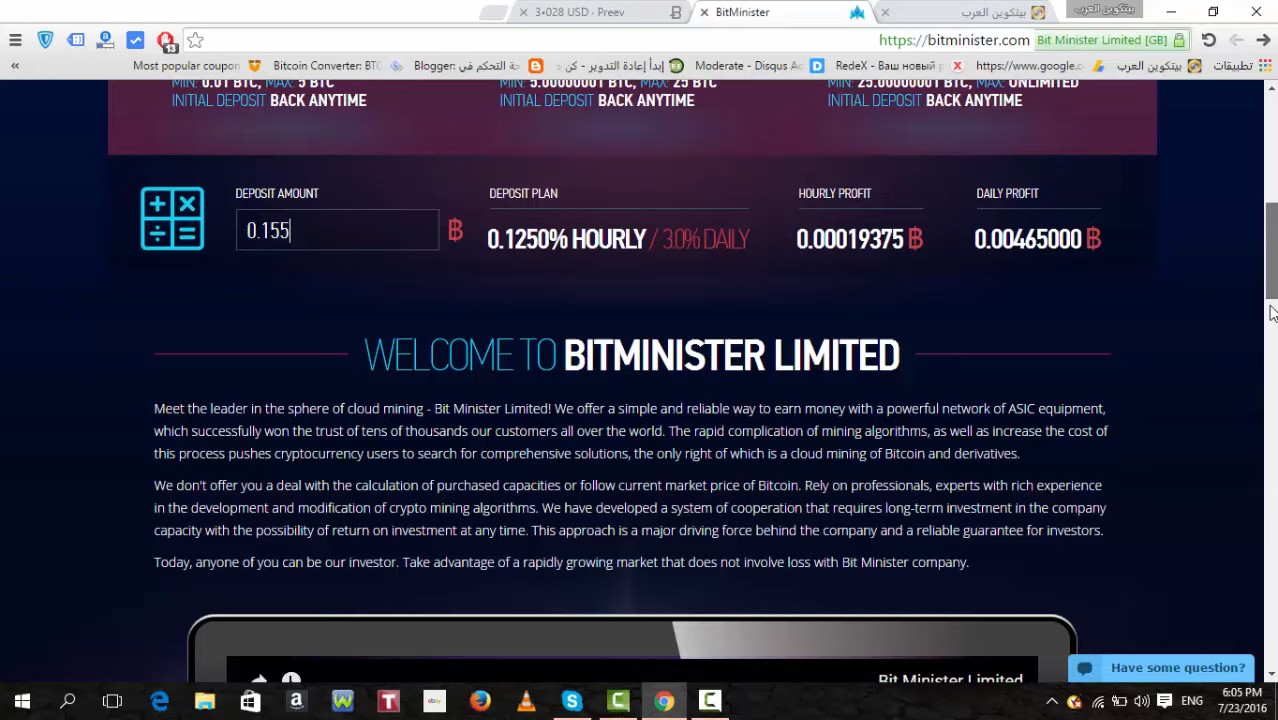 3•028 USD - Preev
BitMinister
بيتكوين العرب
بيتكوين العرب
13
https://bitminister.com
Bit Minister Limited [GB]
Most popular coupon
Bitcoin Converter: BTC
Blogger: ة التحكم في
إبدأ إعادة التدوير - كن
Moderate - Disqus Ad
RedeX - Ваш новый
https://www.google.c
بيتكوين العرب
تطبيقات
MIN: 0.01 BTC, MAX: 5 BTC
MIN: 5.00000001 BTC, MAX: 25 BTC
MIN: 25.00000001 BTC, MAX: UNLIMITED
INITIAL DEPOSIT BACK ANYTIME
INITIAL DEPOSIT BACK ANYTIME
INITIAL DEPOSIT BACK ANYTIME
DEPOSIT AMOUNT
DEPOSIT PLAN
HOURLY PROFIT
DAILY PROFIT
0.155
0.1250% HOURLY / 3.0% DAILY
0.00019375
0.00465000
WELCOME TO BITMINISTER LIMITED
Meet the leader in the sphere of cloud mining - Bit Minister Limited! We offer a simple and reliable way to earn money with a powerful network of ASIC equipment,
which successfully won the trust of tens of thousands our customers all over the world. The rapid complication of mining algorithms, as well as increase the cost of
this process pushes cryptocurrency users to search for comprehensive solutions, the only right of which is a cloud mining of Bitcoin and derivatives.
We don't offer you a deal with the calculation of purchased capacities or follow current market price of Bitcoin. Rely on professionals, experts with rich experience
in the development and modification of crypto mining algorithms. We have developed a system of cooperation that requires long-term investment in the company
capacity with the possibility of return on investment at any time. This approach is a major driving force behind the company and a reliable guarantee for investors.
Today, anyone of you can be our investor. Take advantage of a rapidly growing market that does not involve loss with Bit Minister company.
Bit Minister Limited
Have some question?
ENG
6:05 PM
7/23/2016